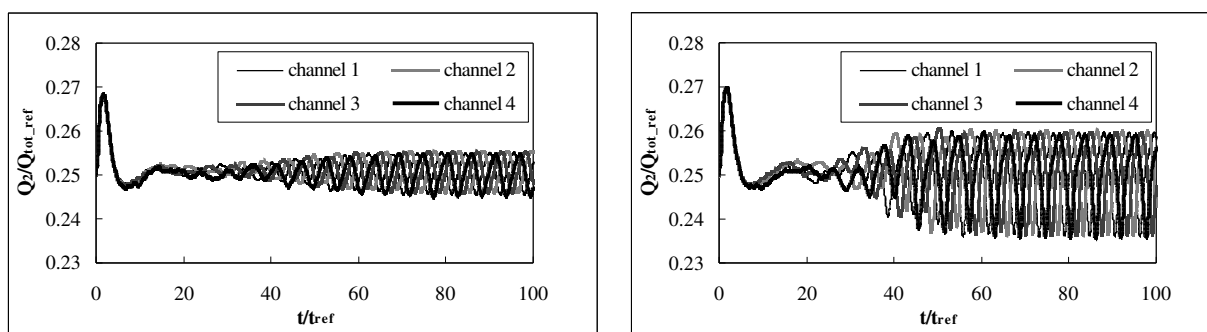 0.28
0.27
0.26
0.25
0.24
0.23
Q2/Qtot_ref
channel 1
channel 2
channel 3
channel 4
0 20 40 60 80 100
t/tref
0.28
0.27
0.26
0.25
0.24
0.23
Q2/Qtot_ref
channel 1
channel 2
channel 3
channel 4
0 20 40 60 80 100
t/tref